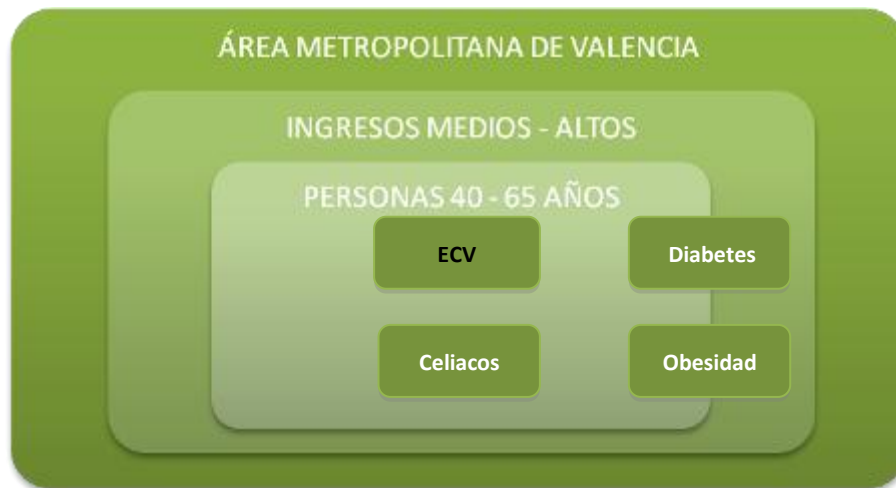 ÁREA METROPOLITANA DE VALENCIA
INGRESOS MEDIOS - ALTOS
PERSONAS 40 - 65 AÑOS
ECV
Diabetes
Celiacos
Obesidad